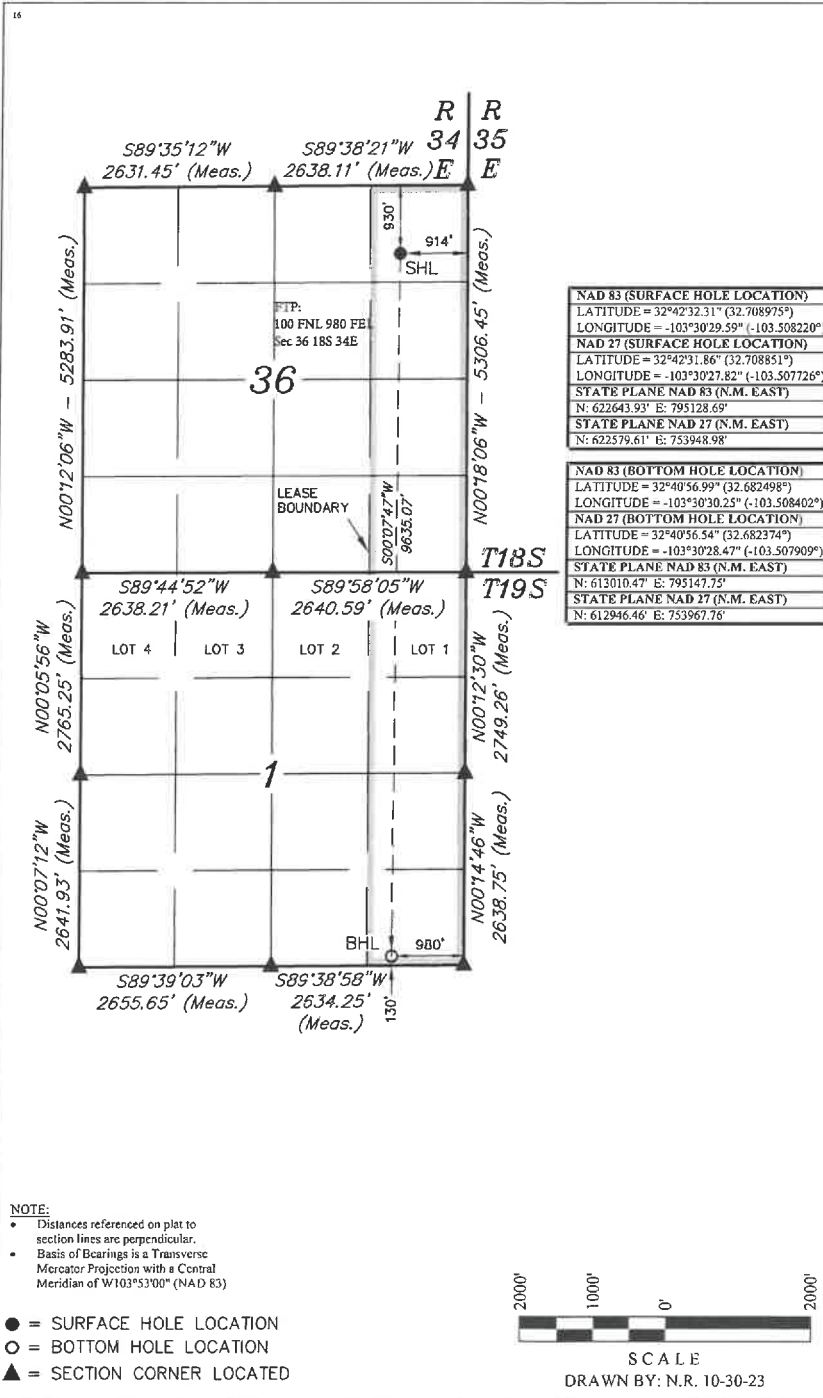 16
R R
34 35
E E
S89°35'12"W
2631.45' (Meas.)
S89°38'21"W
2638.11' (Meas.)
930'
914'
SHL
N00°12'06"W – 5283.91' (Meas.)
N00°18'06"W – 5306.45' (Meas.)
FTP:
100 FNL 980 FEL
Sec 36 18S 34E
36
LEASE
BOUNDARY
S00°07'47"W
9635.07'
T18S
T19S
S89°44'52"W
2638.21' (Meas.)
S89°58'05"W
2640.59' (Meas.)
LOT 4
LOT 3
LOT 2
LOT 1
N00°05'56"W
2765.25' (Meas.)
N00°12'30"W
2749.26' (Meas.)
1
N00°07'12"W
2641.93' (Meas.)
N00°14'46"W
2638.75' (Meas.)
BHL
980'
S89°39'03"W
2655.65' (Meas.)
S89°38'58"W
2634.25'
(Meas.)
130'
NAD 83 (SURFACE HOLE LOCATION)
LATITUDE = 32°42'32.31" (32.708975°)
LONGITUDE = -103°30'29.59" (-103.508220°
NAD 27 (SURFACE HOLE LOCATION)
LATITUDE = 32°42'31.86" (32.708851°)
LONGITUDE = -103°30'27.82" (-103.507726°)
STATE PLANE NAD 83 (N.M. EAST)
N: 622643.93' E: 795128.69'
STATE PLANE NAD 27 (N.M. EAST)
N: 622579.61' E: 753948.98'
NAD 83 (BOTTOM HOLE LOCATION)
LATITUDE = 32°40'56.99" (32.682498°)
LONGITUDE = -103°30'30.25" (-103.508402°
NAD 27 (BOTTOM HOLE LOCATION)
LATITUDE = 32°40'56.54" (32.682374°)
LONGITUDE = -103°30'28.47" (-103.507909°)
STATE PLANE NAD 83 (N.M. EAST)
N: 613010.47' E: 795147.75'
STATE PLANE NAD 27 (N.M. EAST)
N: 612946.46' E: 753967.76'
NOTE:
• Distances referenced on plat to
section lines are perpendicular.
• Basis of Bearings is a Transverse
Mercator Projection with a Central
Meridian of W103°53'00" (NAD 83)
= SURFACE HOLE LOCATION
= BOTTOM HOLE LOCATION
= SECTION CORNER LOCATED
2000' 1000' 0' 2000'
SCALE
DRAWN BY: N.R. 10-30-23